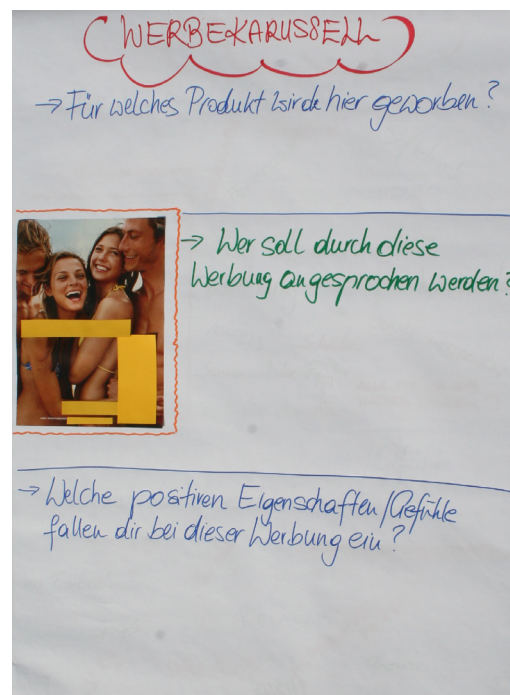 WERBEKARUSSELL
→ Für welches Produkt wird hier geworben?
→ Wer soll durch diese
Werbung angesprochen werden?
→ Welche positiven Eigenschaften/Gefühle
fallen dir bei dieser Werbung ein?